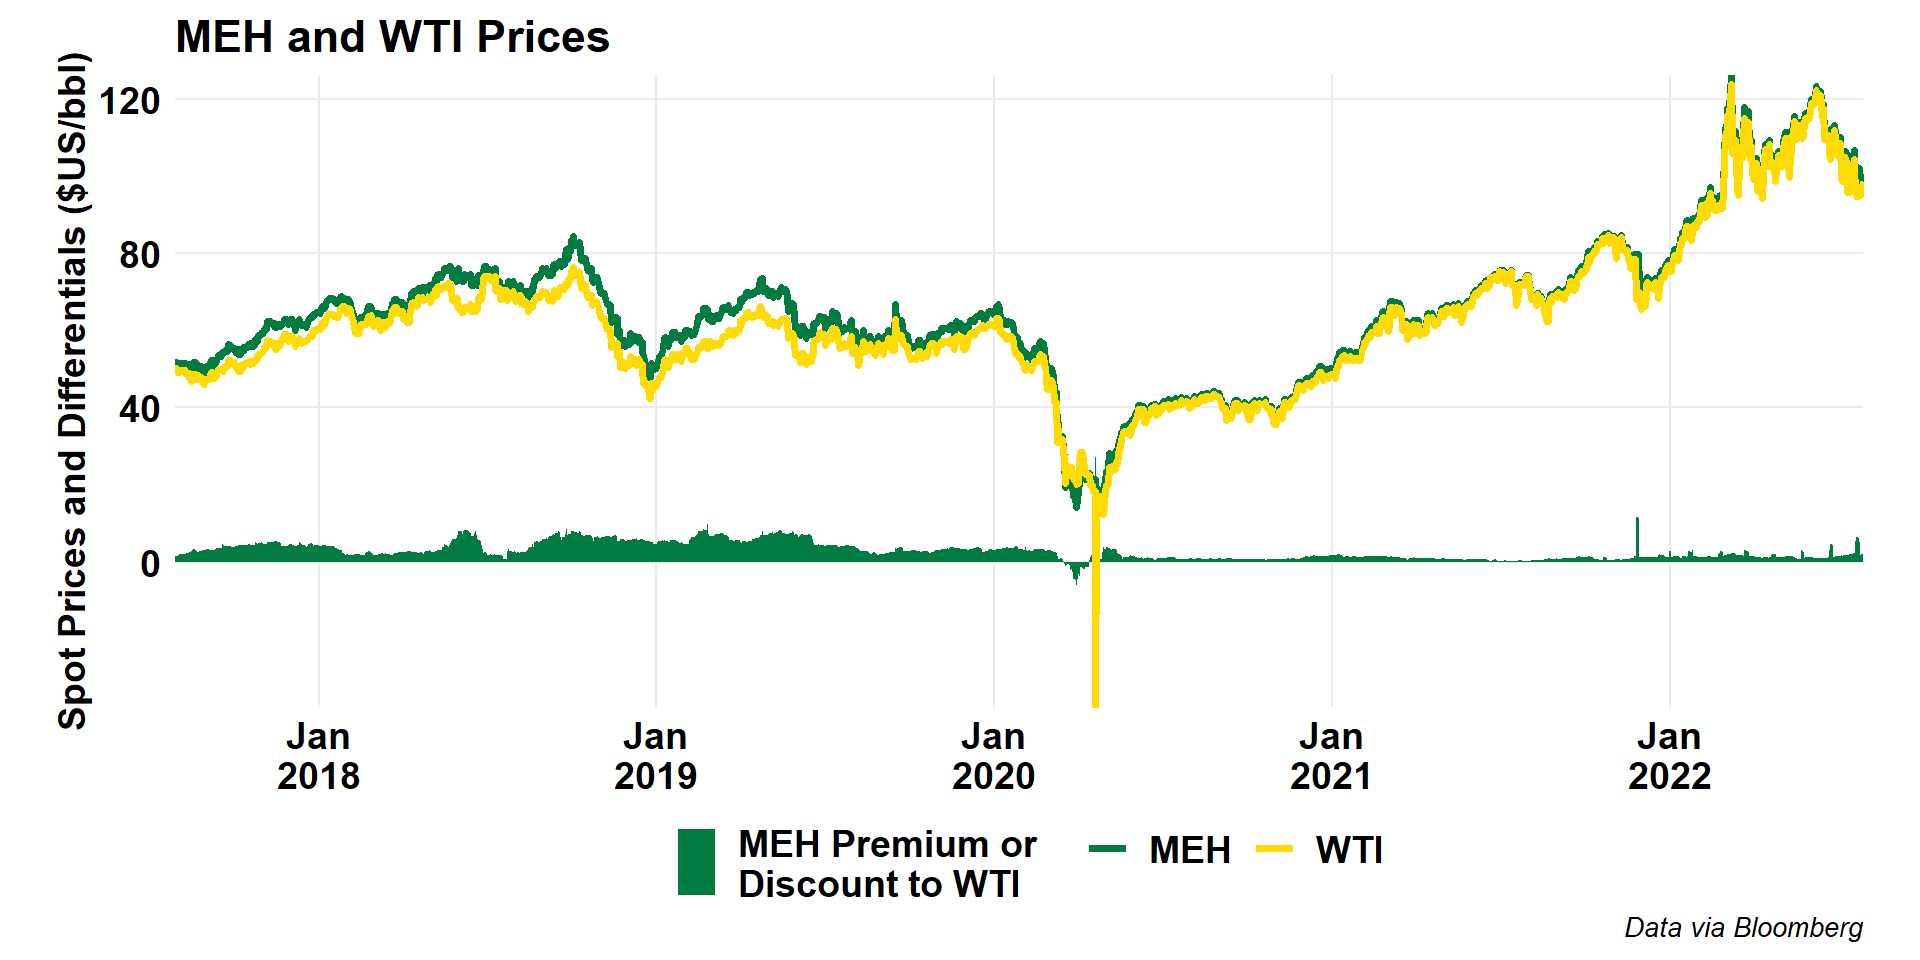 MEH and WTI Prices
Spot Prices and Differentials ($US/bbl)
120
80
40
0
Jan
2018
Jan
2019
Jan
2020
Jan
2021
Jan
2022
MEH Premium or
Discount to WTI
MEH
WTI
Data via Bloomberg